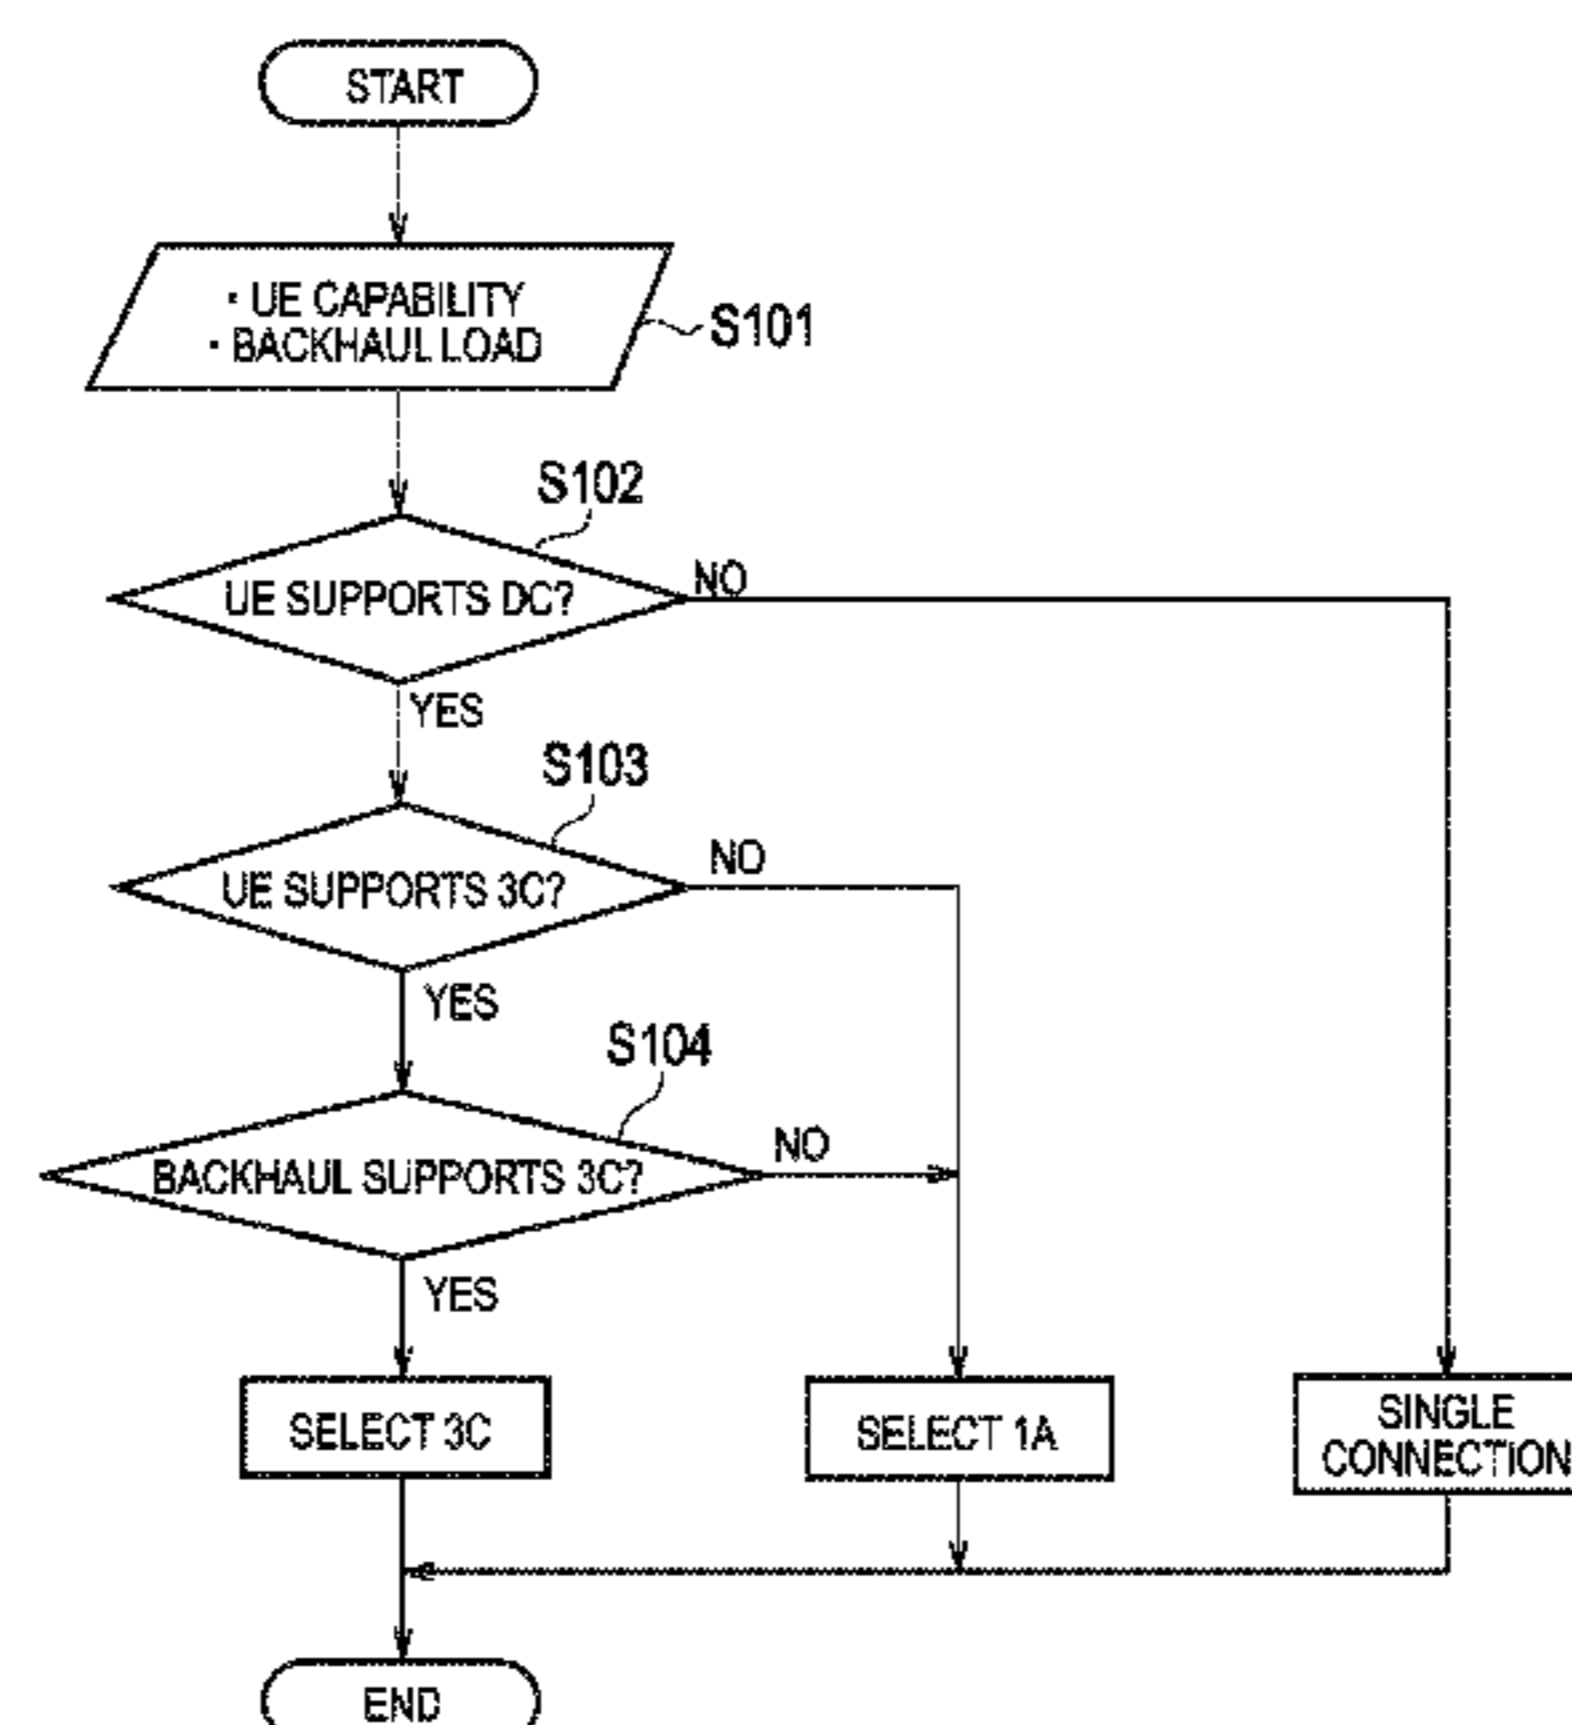 START
· UE CAPABILITY
· BACKHAUL LOAD
S101
S102
UE SUPPORTS DC?
NO
YES
S103
UE SUPPORTS 3C?
NO
YES
S104
BACKHAUL SUPPORTS 3C?
NO
YES
SELECT 3C
SELECT 1A
SINGLE
CONNECTION
END